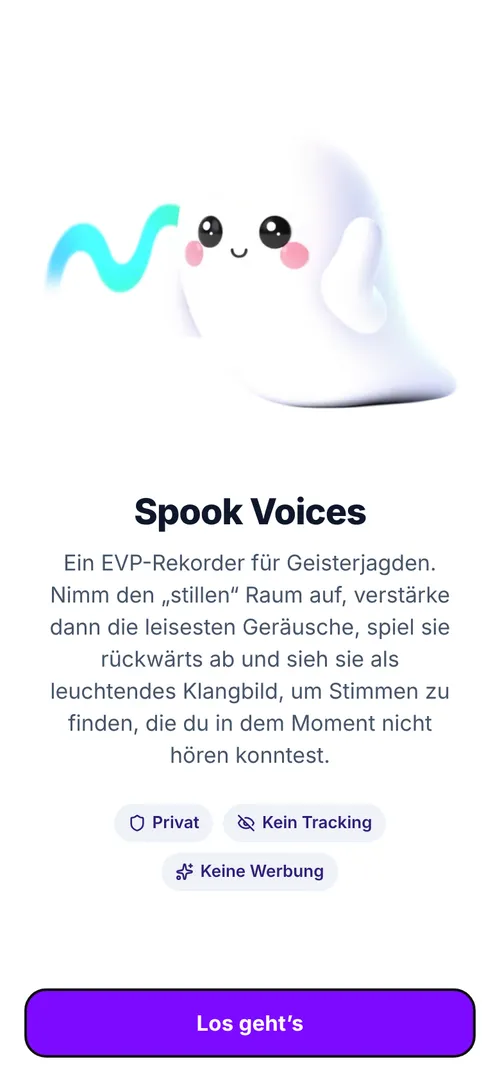 Spook Voices
Ein EVP-Rekorder für Geisterjagden.
Nimm den „stillen“ Raum auf, verstärke
dann die leisesten Geräusche, spiel sie
rückwärts ab und sieh sie als
leuchtendes Klangbild, um Stimmen zu
finden, die du in dem Moment nicht
hören konntest.
Privat
Kein Tracking
Keine Werbung
Los geht’s